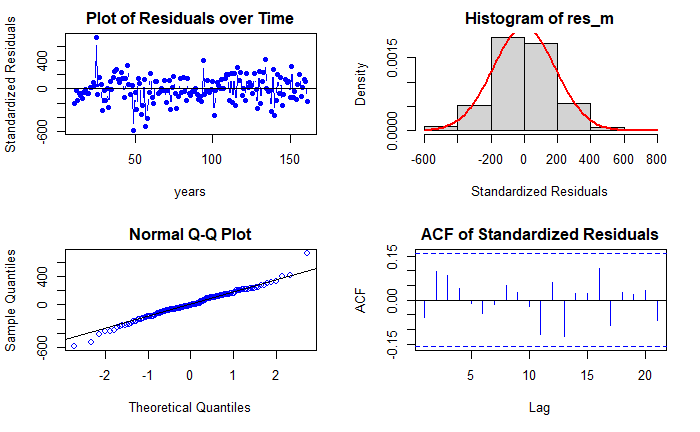 Plot of Residuals over Time
Standardized Residuals
400
0
-600
50
100
150
years
Histogram of res_m
Density
0.0015
0.0000
-600
-200
0
200
400
600
800
Standardized Residuals
Normal Q-Q Plot
Sample Quantiles
400
0
-600
-2
-1
0
1
2
Theoretical Quantiles
ACF of Standardized Residuals
ACF
0.15
0.00
-0.15
5
10
15
20
Lag